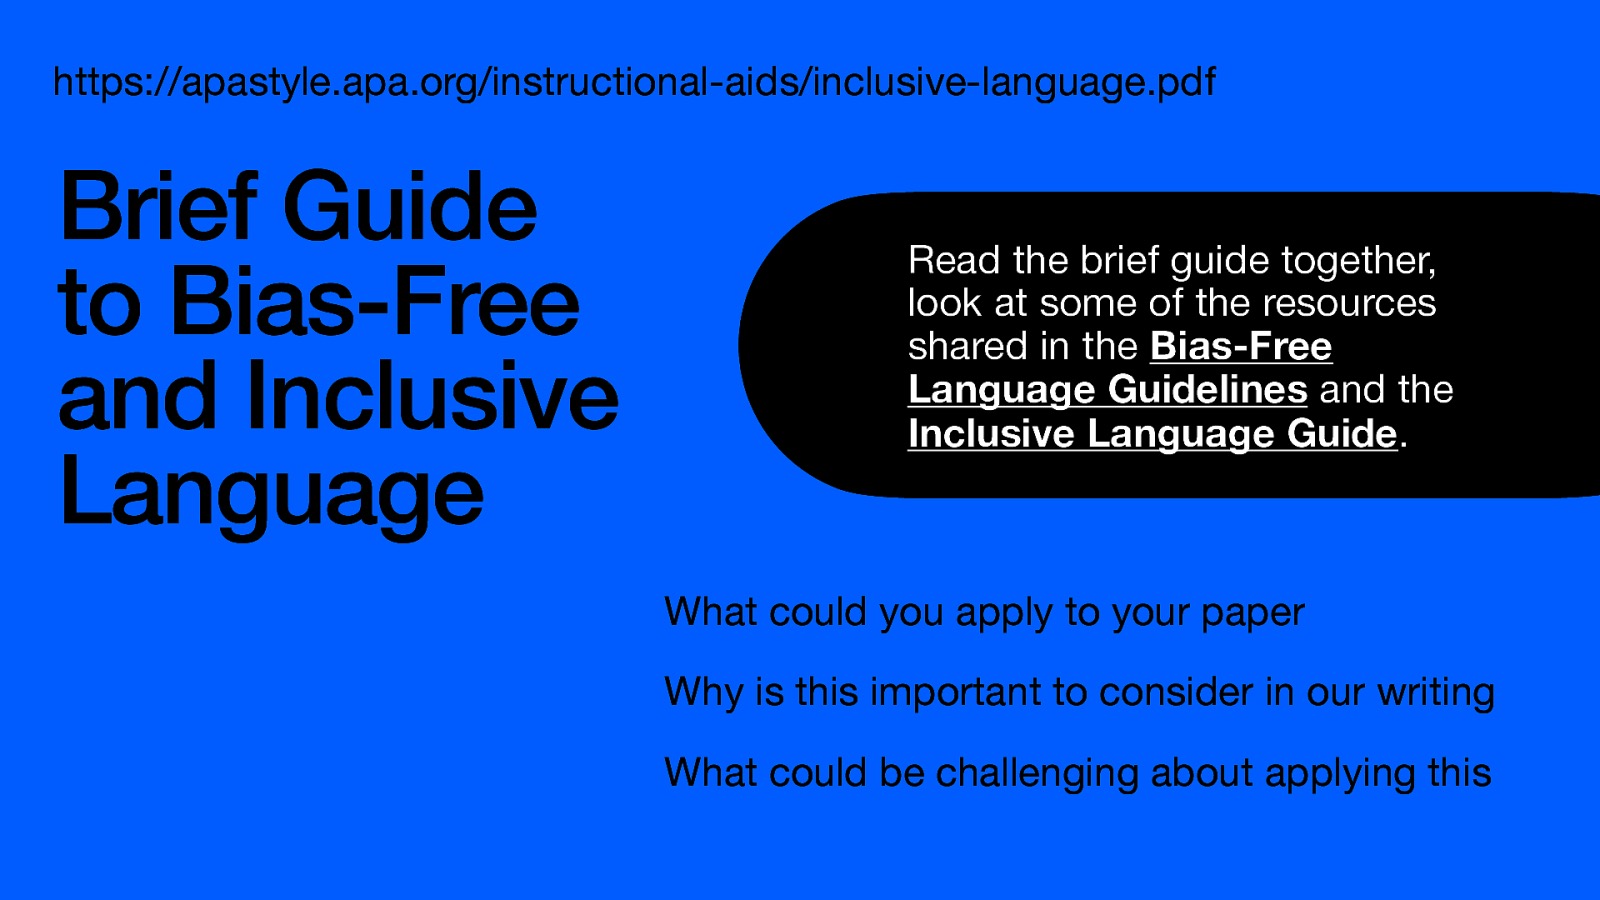 https://apastyle.apa.org/instructional-aids/inclusive-language.pdf
Brief Guide
to Bias-Free
and Inclusive
Language
Read the brief guide together,
look at some of the resources
shared in the Bias-Free
Language Guidelines and the
Inclusive Language Guide.
What could you apply to your paper
Why is this important to consider in our writing
What could be challenging about applying this